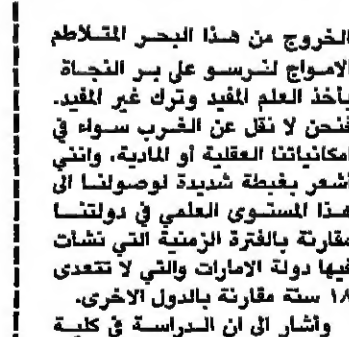 الخروج من هذا البحر المتلاطم
الامواج لنرسو على بر النجاة
بأخذ العلم المفيد وترك غير المفيد.
فنحن لا نقل عن الغرب سواء في
امكانياتنا العقلية أو المادية، وانني
أشعر بغبطة شديدة لوصولنا الى
هذا المستوى العلمي في دولتنا
مقارنة بالفترة الزمنية التي نشأت
فيها دولة الامارات والتي لا تتعدى
١٨ سنة مقارنة بالدول الاخرى.
وأشار الى ان الدراسة في كلية